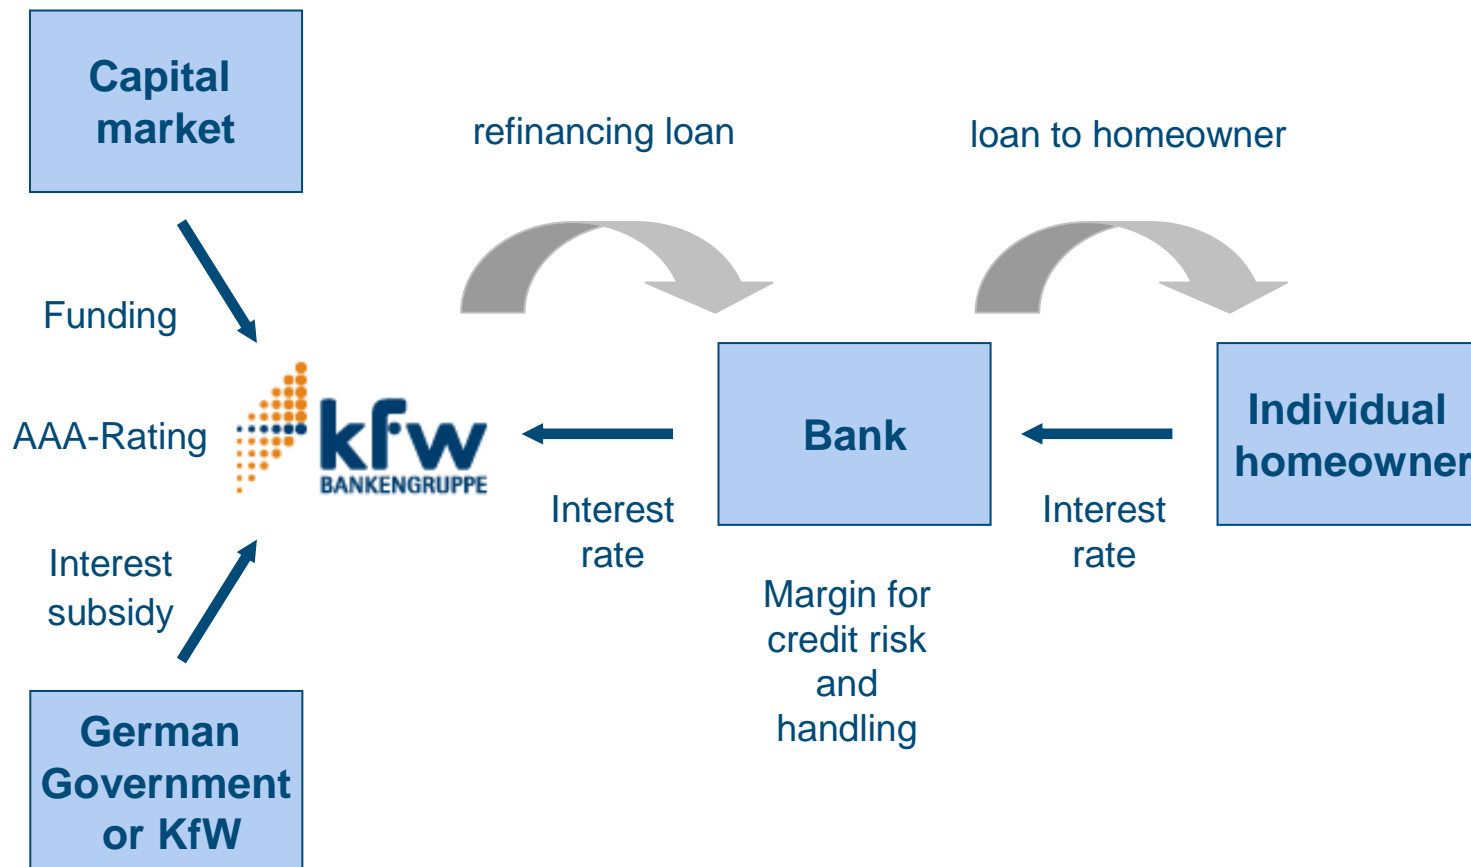 Capital
market
refinancing loan
loan to homeowner
Funding
AAA-Rating
kfw
BANKENGRUPPE
Bank
Individual
homeowner
Interest
rate
Interest
rate
Interest
subsidy
Margin for
credit risk
and
handling
German
Government
or KfW